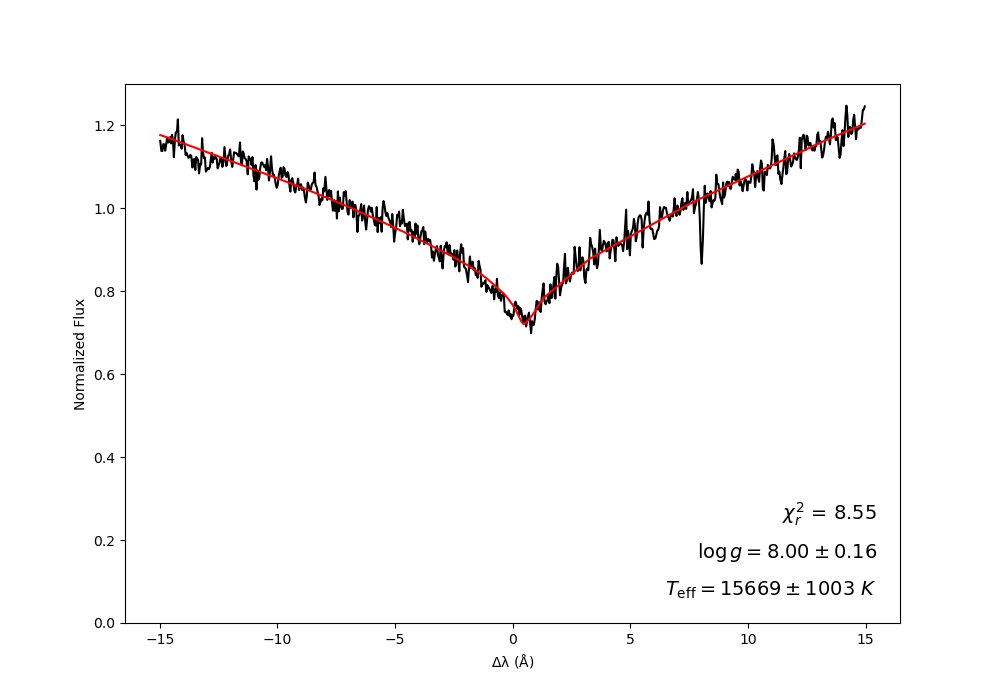 1.2
1.0
0.8
0.6
0.4
0.2
0.0
Normalized Flux
χ²ᵣ = 8.55
log g = 8.00 ± 0.16
T_eff = 15669 ± 1003 K
−15 −10 −5 0 5 10 15
Δλ (Å)